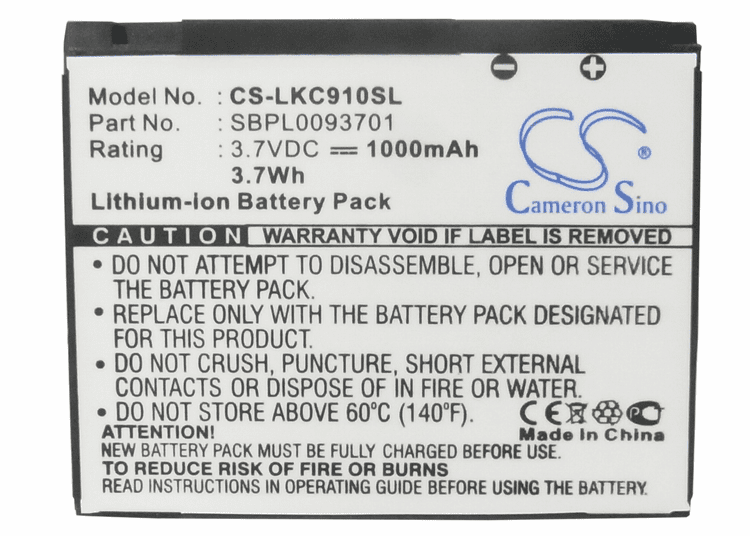 Model No. : CS-LKC910SL
Part No. : SBPL0093701
Rating : 3.7VDC 1000mAh
3.7Wh
Lithium-ion Battery Pack
Cameron Sino
®
CAUTION WARRANTY VOID IF LABEL IS REMOVED
• DO NOT ATTEMPT TO DISASSEMBLE, OPEN OR SERVICE
THE BATTERY PACK.
• REPLACE ONLY WITH THE BATTERY PACK DESIGNATED
FOR THIS PRODUCT.
• DO NOT CRUSH, PUNCTURE, SHORT EXTERNAL
CONTACTS OR DISPOSE OF IN FIRE OR WATER.
• DO NOT STORE ABOVE 60°C (140°F).
CE
PC
Made in China
ATTENTION!
NEW BATTERY PACK MUST BE FULLY CHARGED BEFORE USE.
TO REDUCE RISK OF FIRE OR EXPLOSION AND BURNS.
READ INSTRUCTIONS IN OPERATING GUIDE BEFORE USING BATTERY PACK.